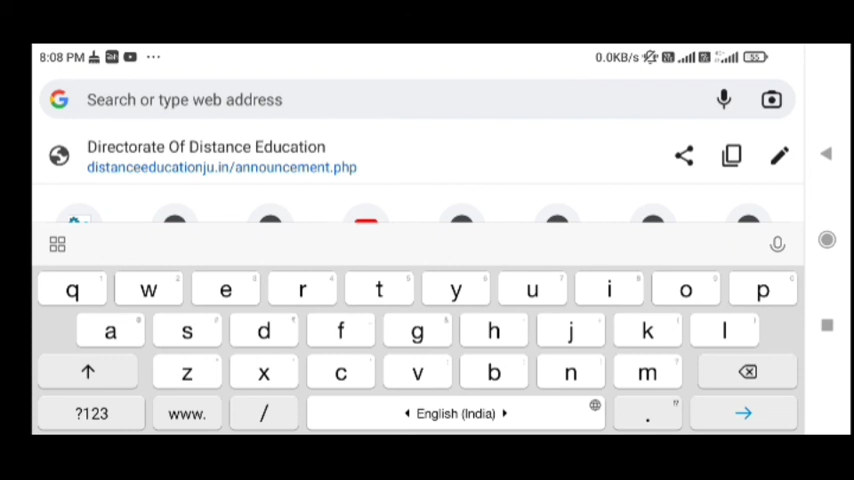 8:08 PM ...
0.0KB/s 55
Search or type web address
Directorate Of Distance Education
distanceeducationju.in/announcement.php
q w e r t y u i o p
a s d f g h j k l
z x c v b n m
?123 www. / English (India) .